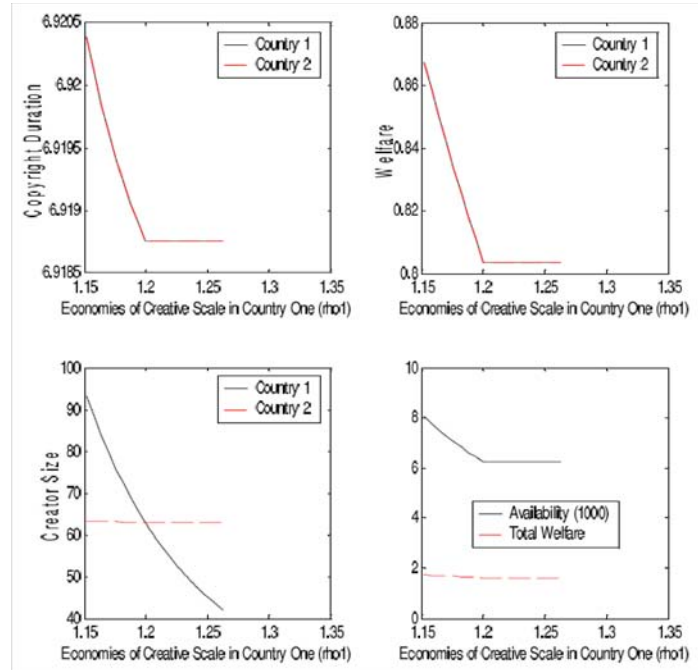 6.9205
6.92
6.9195
6.919
6.9185
Copyright Duration
Country 1
Country 2
1.15 1.2 1.25 1.3 1.35
Economies of Creative Scale in Country One (rho1)
0.88
0.86
0.84
0.82
0.8
Welfare
Country 1
Country 2
1.15 1.2 1.25 1.3 1.35
Economies of Creative Scale in Country One (rho1)
100
90
80
70
60
50
40
Creator Size
Country 1
Country 2
1.15 1.2 1.25 1.3 1.35
Economies of Creative Scale in Country One (rho1)
10
8
6
4
2
0
Availability (1000)
Total Welfare
1.15 1.2 1.25 1.3 1.35
Economies of Creative Scale in Country One (rho1)